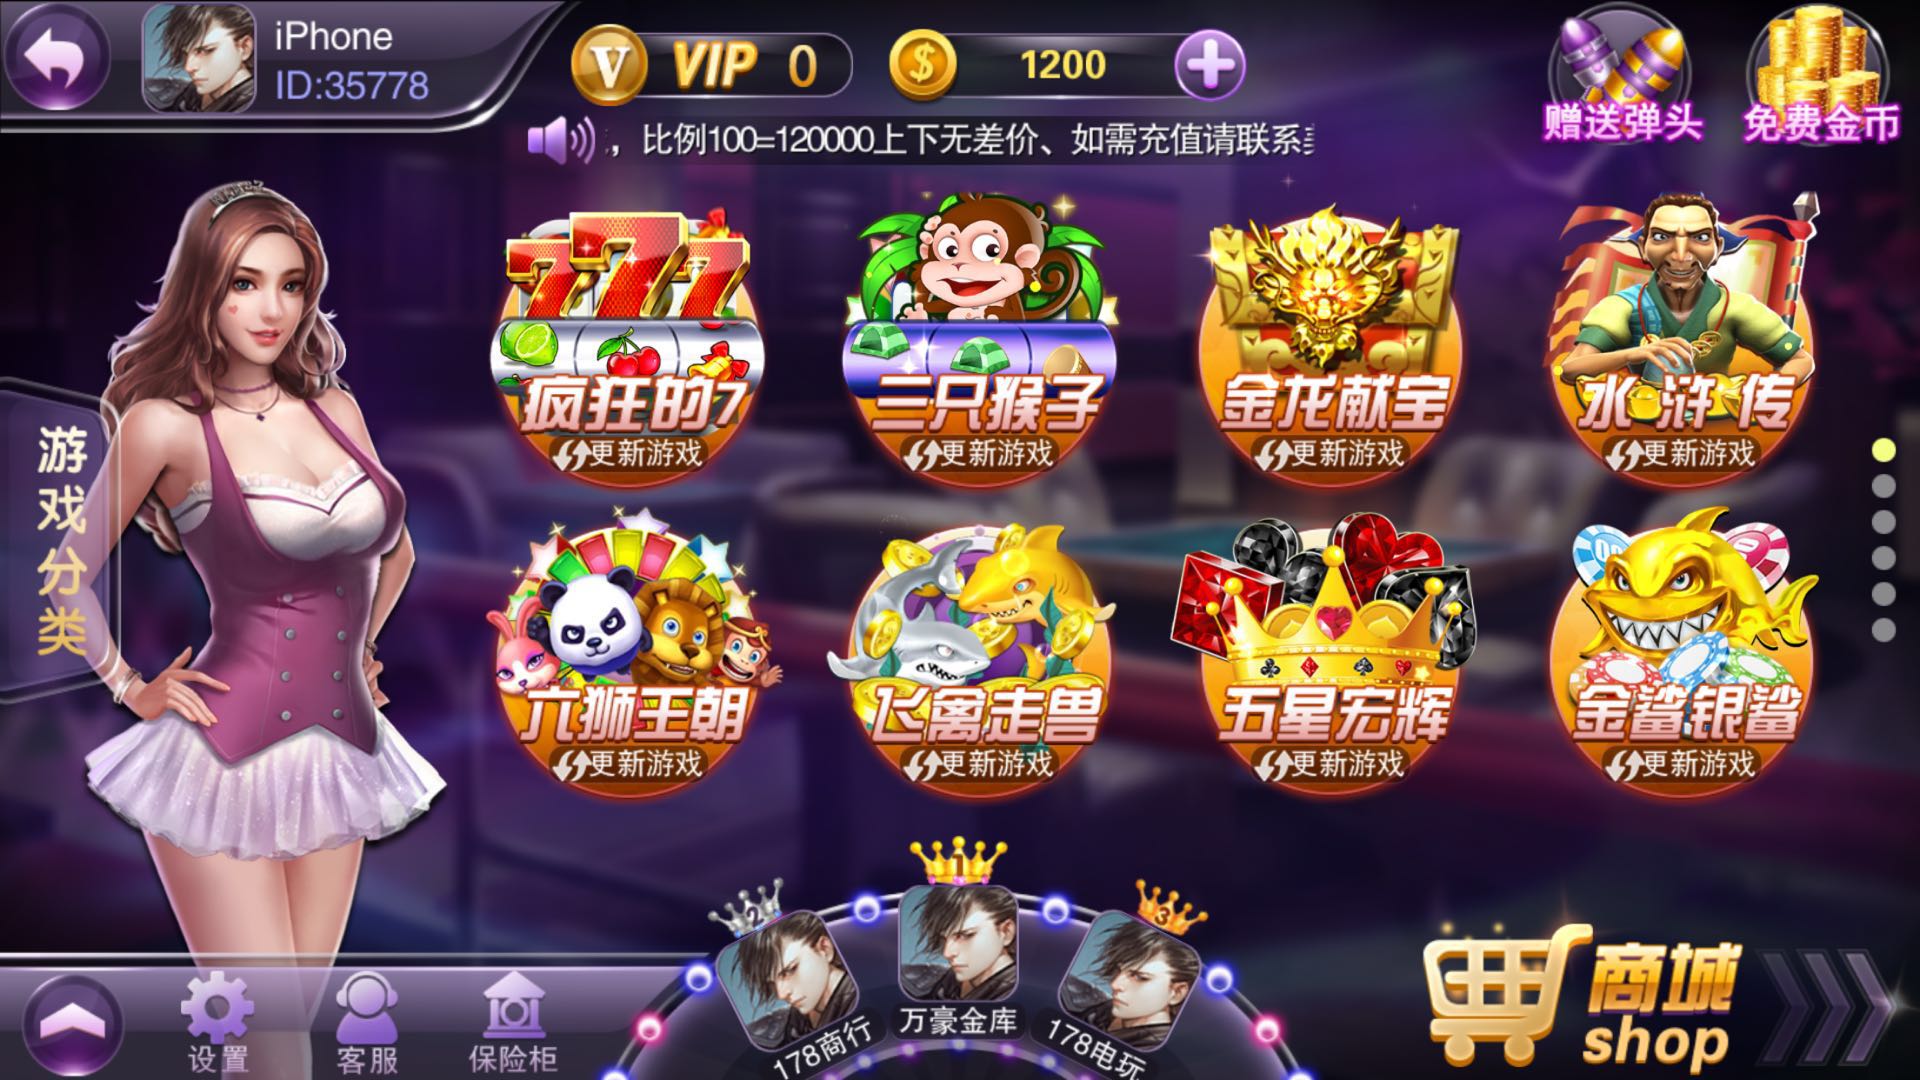 iPhone
ID:35778
V VIP 0
$ 1200
赠送弹头
免费金币
，比例100=120000上下无差价、如需充值请联系
游戏分类
777
疯狂的7
更新游戏
三只猴子
更新游戏
金龙献宝
更新游戏
水浒传
更新游戏
六狮王朝
更新游戏
飞禽走兽
更新游戏
五星宏辉
更新游戏
金鲨银鲨
更新游戏
2
178商行
1
万豪金库
3
178电玩
设置
客服
保险柜
商城
shop